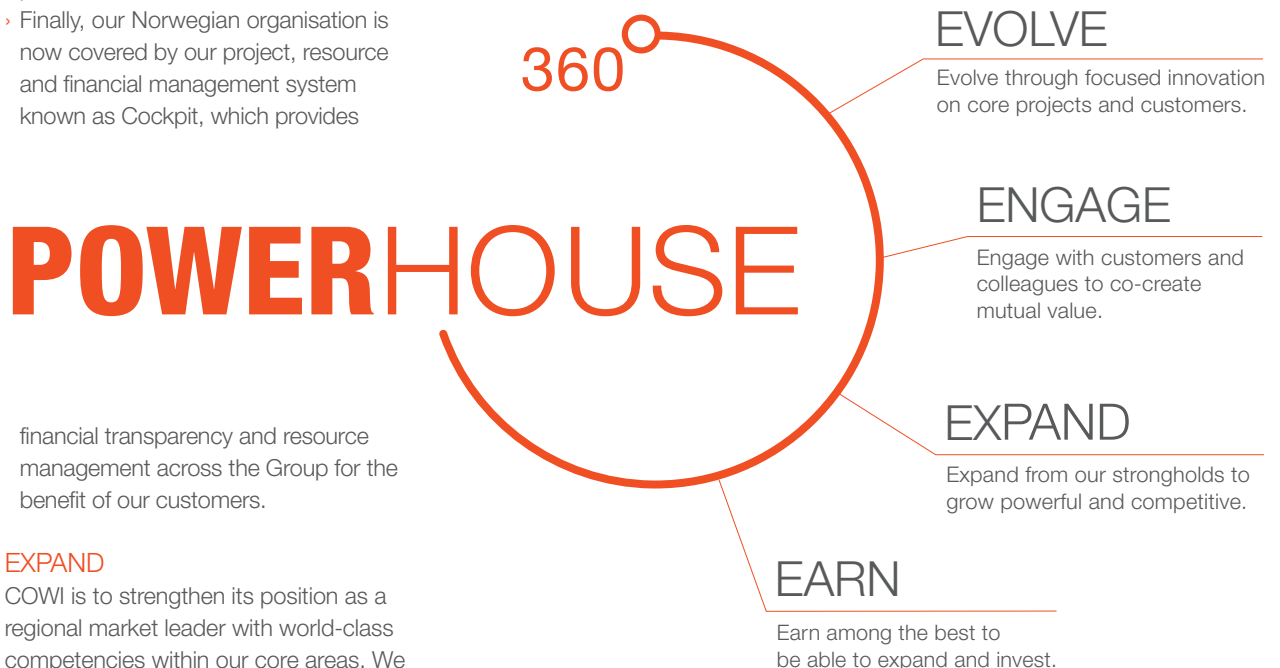 › Finally, our Norwegian organisation is
now covered by our project, resource
and financial management system
known as Cockpit, which provides
360°
POWERHOUSE
financial transparency and resource
management across the Group for the
benefit of our customers.
EXPAND
COWI is to strengthen its position as a
regional market leader with world-class
competencies within our core areas. We
EVOLVE
Evolve through focused innovation
on core projects and customers.
ENGAGE
Engage with customers and
colleagues to co-create
mutual value.
EXPAND
Expand from our strongholds to
grow powerful and competitive.
EARN
Earn among the best to
be able to expand and invest.